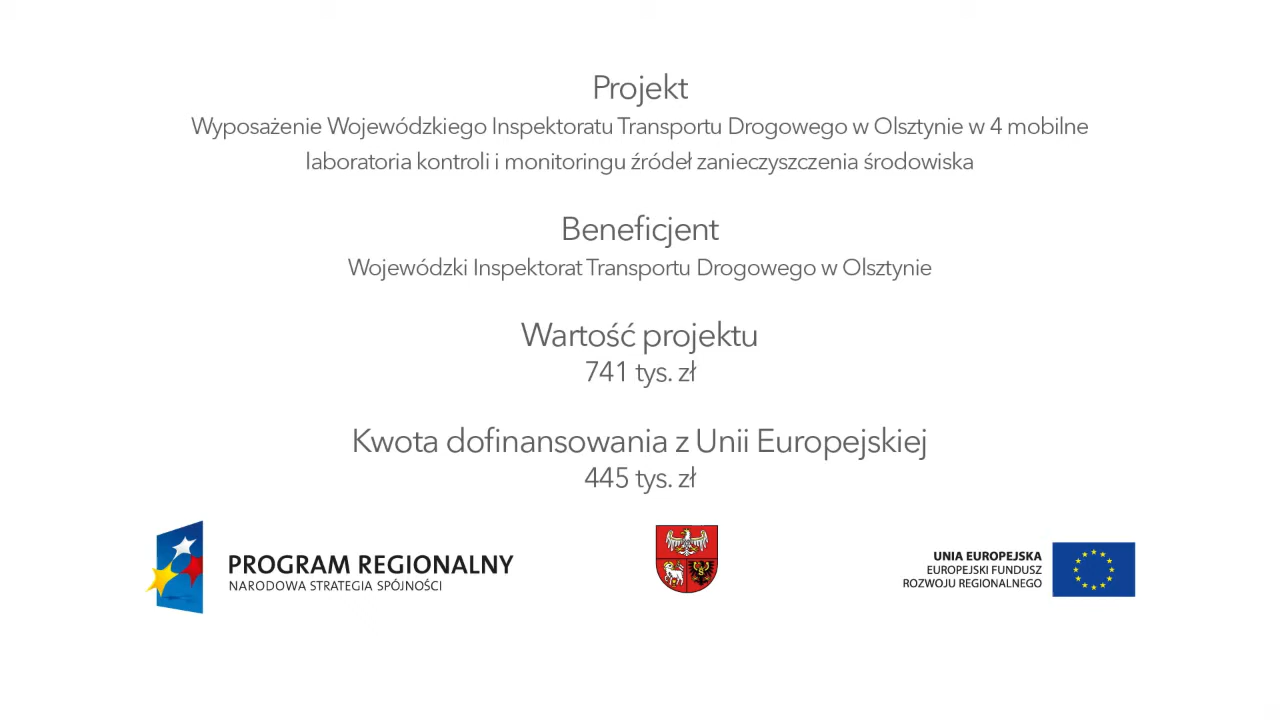 Projekt
Wyposażenie Wojewódzkiego Inspektoratu Transportu Drogowego w Olsztynie w 4 mobilne
laboratoria kontroli i monitoringu źródeł zanieczyszczenia środowiska
Beneficjent
Wojewódzki Inspektorat Transportu Drogowego w Olsztynie
Wartość projektu
741 tys. zł
Kwota dofinansowania z Unii Europejskiej
445 tys. zł
PROGRAM REGIONALNY
NARODOWA STRATEGIA SPÓJNOŚCI
UNIA EUROPEJSKA
EUROPEJSKI FUNDUSZ
ROZWOJU REGIONALNEGO